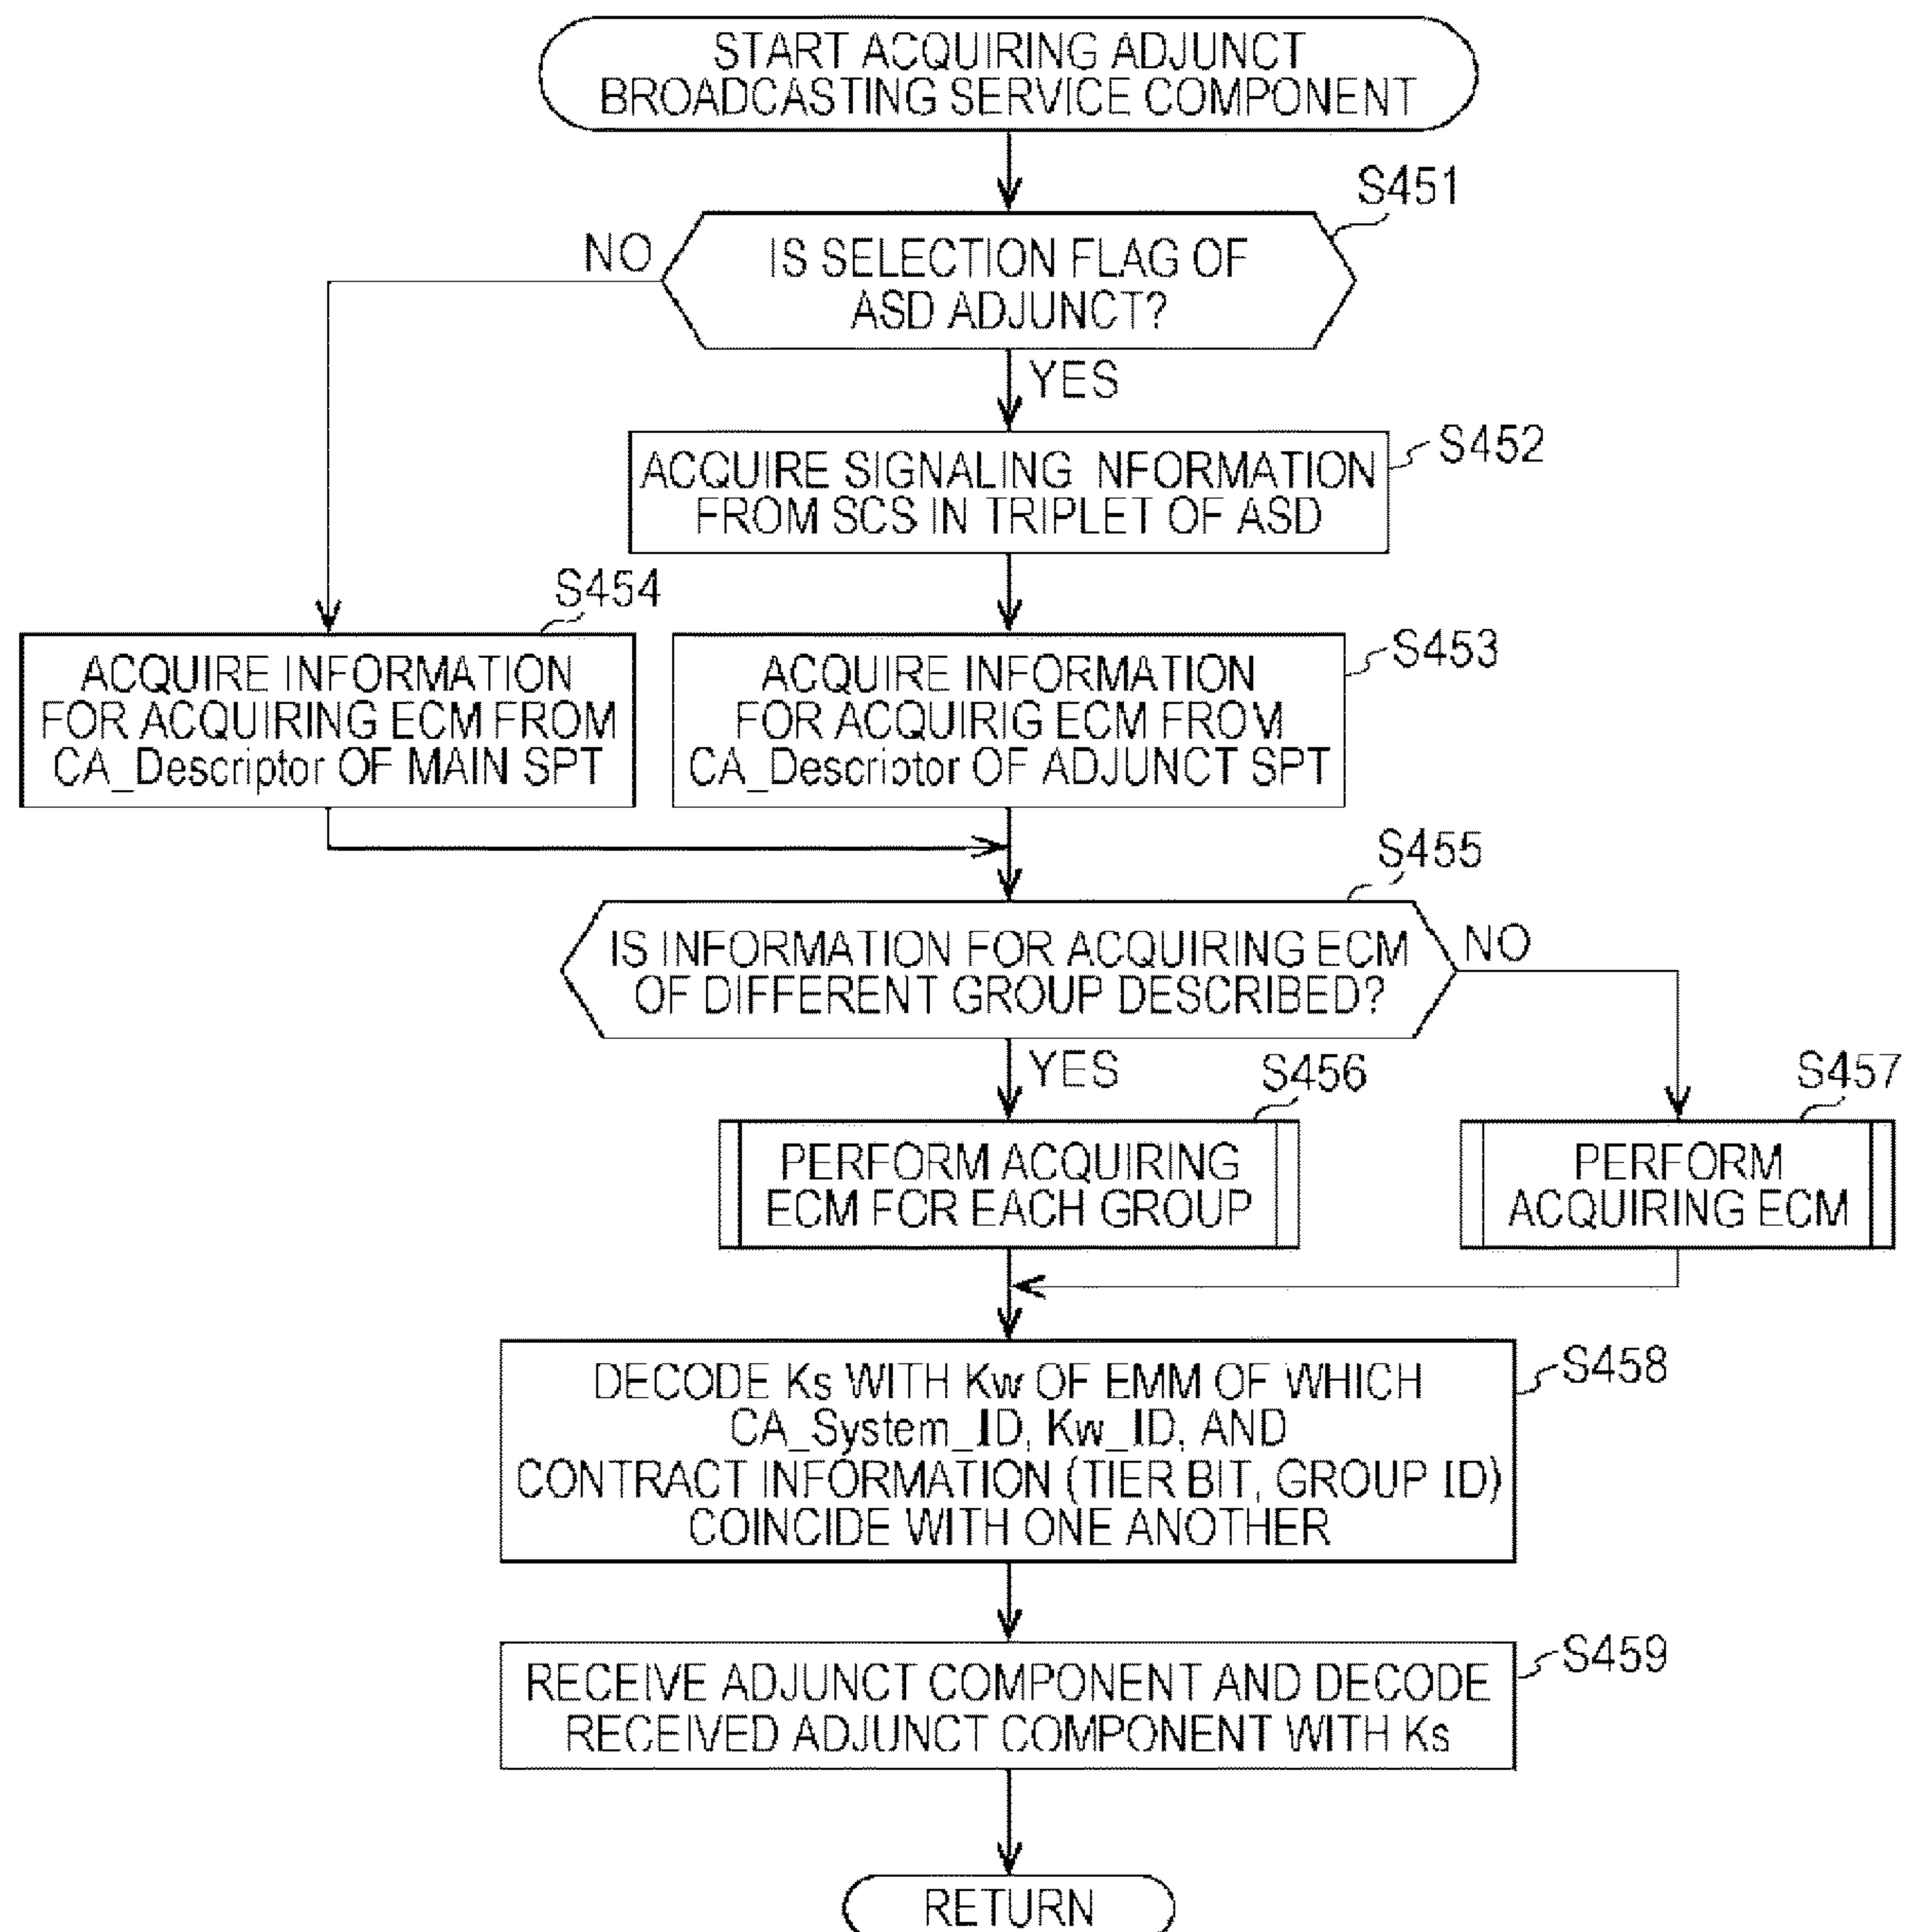 START ACQUIRING ADJUNCT
BROADCASTING SERVICE COMPONENT
S451
NO
IS SELECTION FLAG OF
ASD ADJUNCT?
YES
S452
ACQUIRE SIGNALING NFORMATION
FROM SCS IN TRIPLET OF ASD
S454
ACQUIRE INFORMATION
FOR ACQUIRING ECM FROM
CA_Descriptor OF MAIN SPT
S453
ACQUIRE INFORMATION
FOR ACQUIRIG ECM FROM
CA_Descriptor OF ADJUNCT SPT
S455
IS INFORMATION FOR ACQUIRING ECM
OF DIFFERENT GROUP DESCRIBED?
NO
YES
S456
PERFORM ACQUIRING
ECM FOR EACH GROUP
S457
PERFORM
ACQUIRING ECM
S458
DECODE Ks WITH Kw OF EMM OF WHICH
CA_System_ID, Kw_ID, AND
CONTRACT INFORMATION (TIER BIT, GROUP ID)
COINCIDE WITH ONE ANOTHER
S459
RECEIVE ADJUNCT COMPONENT AND DECODE
RECEIVED ADJUNCT COMPONENT WITH Ks
RETURN